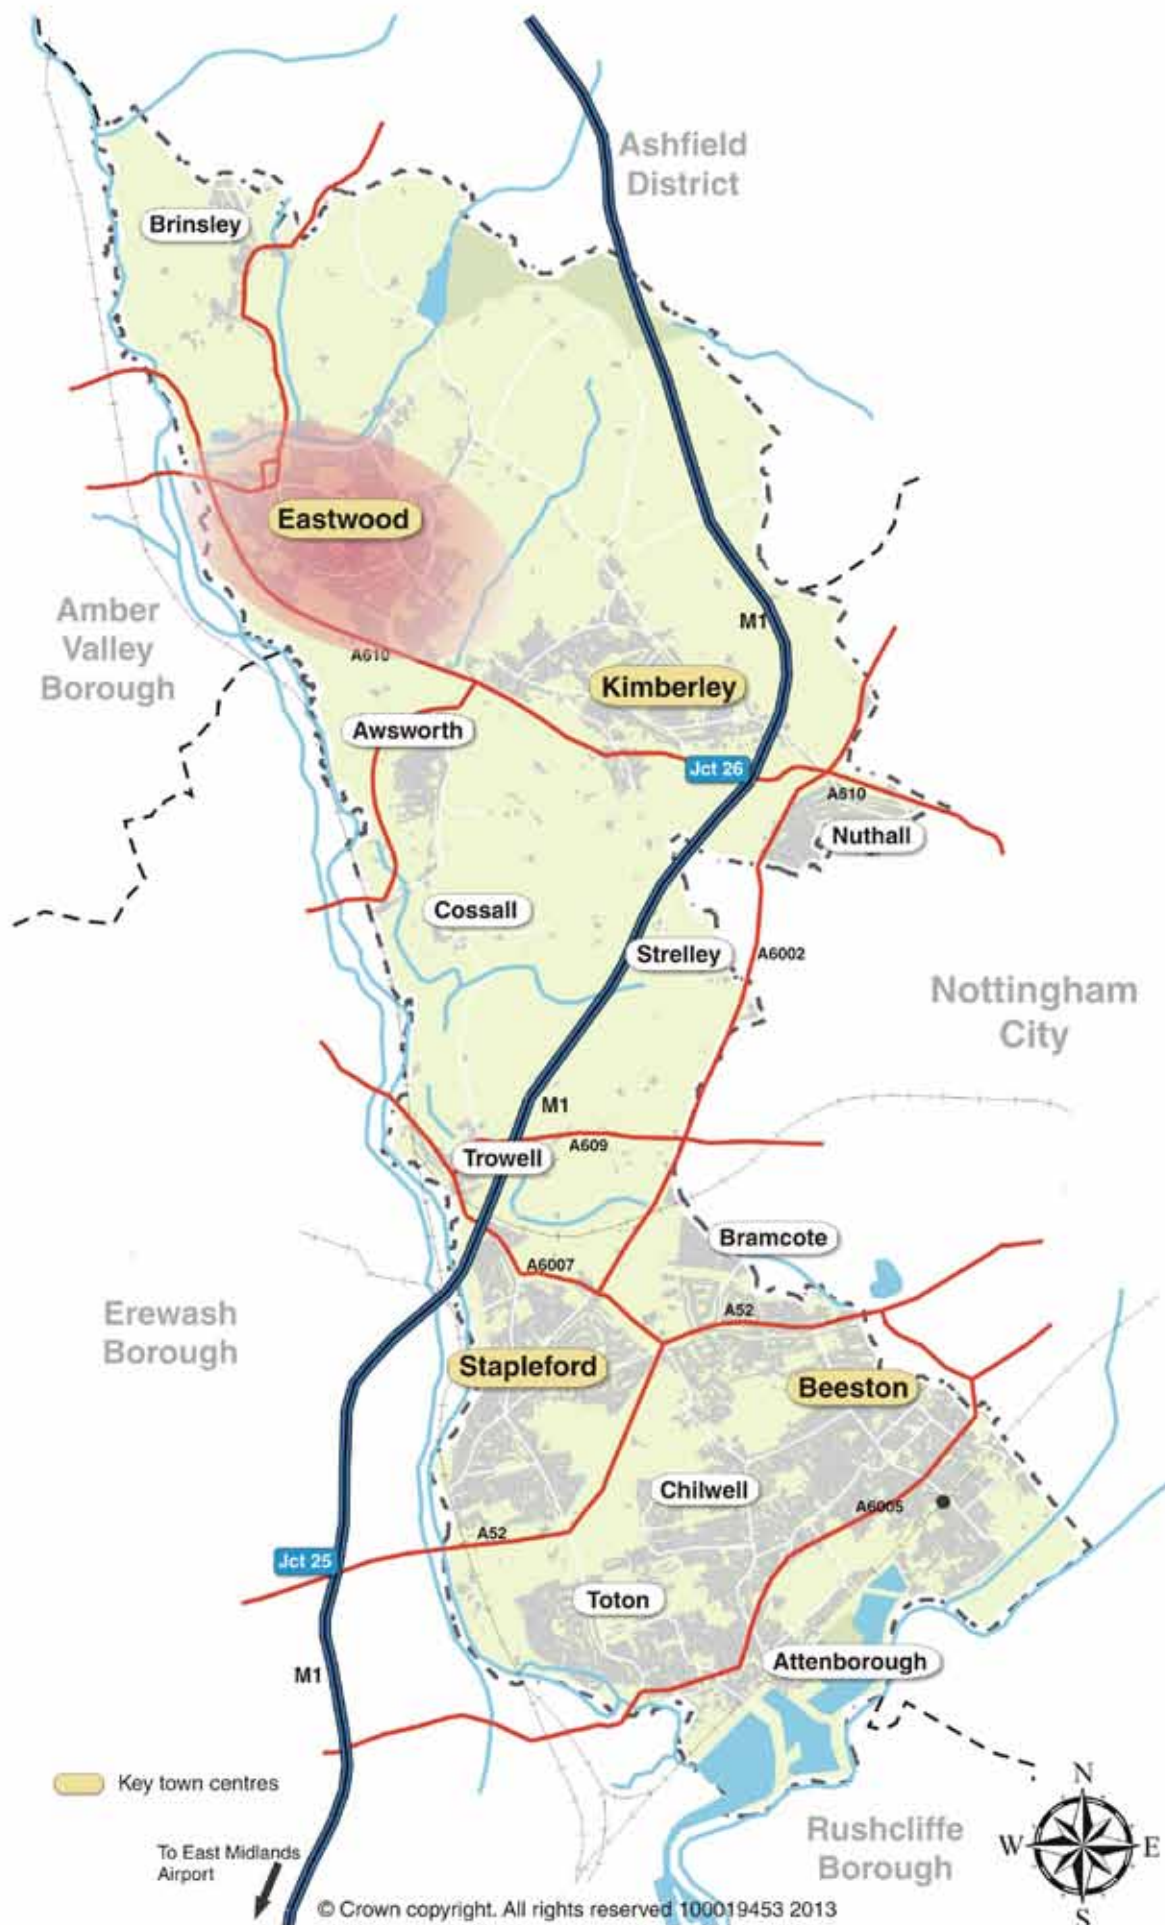 Ashfield
District
Brinsley
Eastwood
Amber
Valley
Borough
M1
A610
Kimberley
Awsworth
Jct 26
A610
Nuthall
Cossall
Strelley
A6002
Nottingham
City
M1
A609
Trowell
Bramcote
A6007
Erewash
Borough
A52
Stapleford
Beeston
Chilwell
A6005
A52
Jct 25
Toton
Attenborough
M1
Key town centres
N
W
E
S
Rushcliffe
Borough
To East Midlands
Airport
© Crown copyright. All rights reserved 100019453 2013